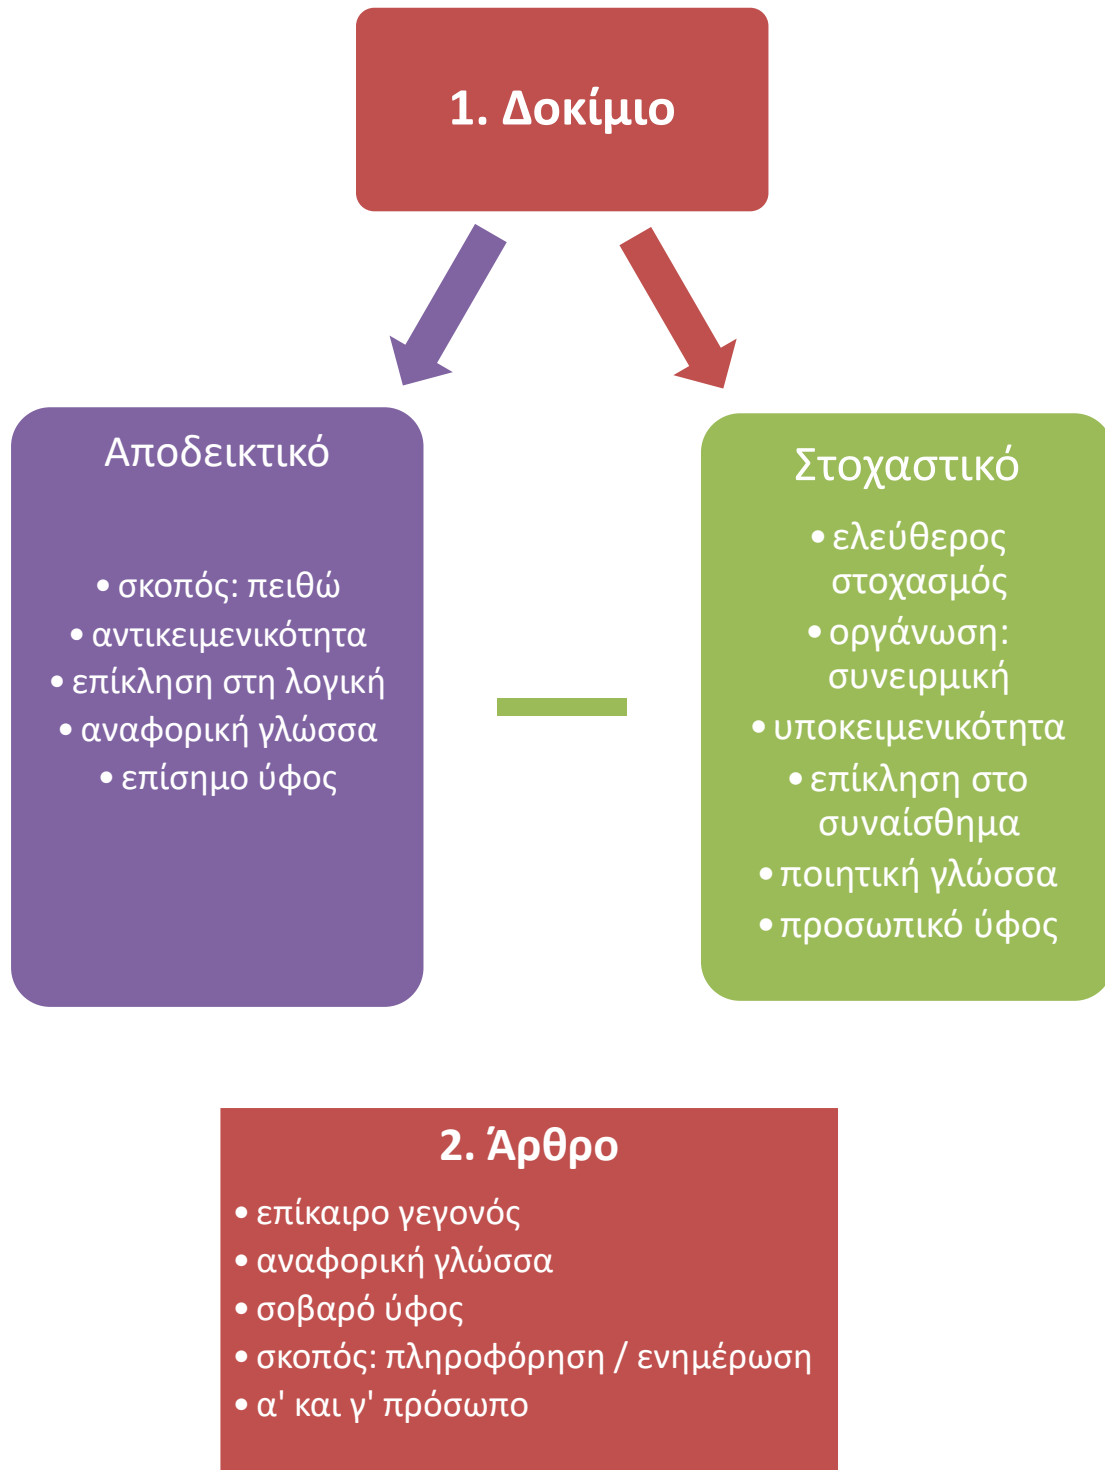 1. Δοκίμιο
Αποδεικτικό
• σκοπός: πειθώ
• αντικειμενικότητα
• επίκληση στη λογική
• αναφορική γλώσσα
• επίσημο ύφος
Στοχαστικό
• ελεύθερος
στοχασμός
• οργάνωση:
συνειρμική
• υποκειμενικότητα
• επίκληση στο
συναίσθημα
• ποιητική γλώσσα
• προσωπικό ύφος
2. Άρθρο
• επίκαιρο γεγονός
• αναφορική γλώσσα
• σοβαρό ύφος
• σκοπός: πληροφόρηση / ενημέρωση
• α' και γ' πρόσωπο